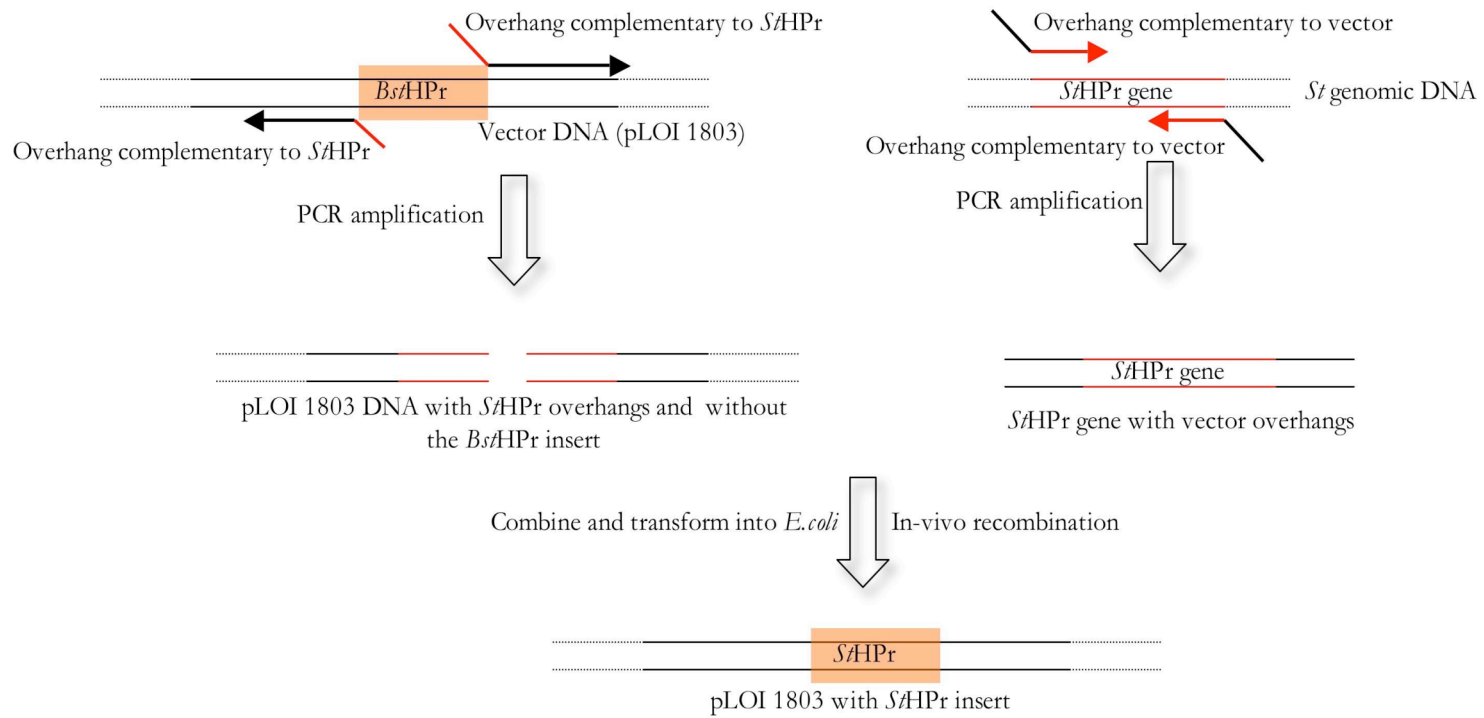 Overhang complementary to StHPr
BstHPr
Vector DNA (pLOI 1803)
Overhang complementary to StHPr
PCR amplification
Overhang complementary to vector
StHPr gene
St genomic DNA
Overhang complementary to vector
PCR amplification
pLOI 1803 DNA with StHPr overhangs and without
the BstHPr insert
StHPr gene
StHPr gene with vector overhangs
Combine and transform into E.coli
In-vivo recombination
StHPr
pLOI 1803 with StHPr insert